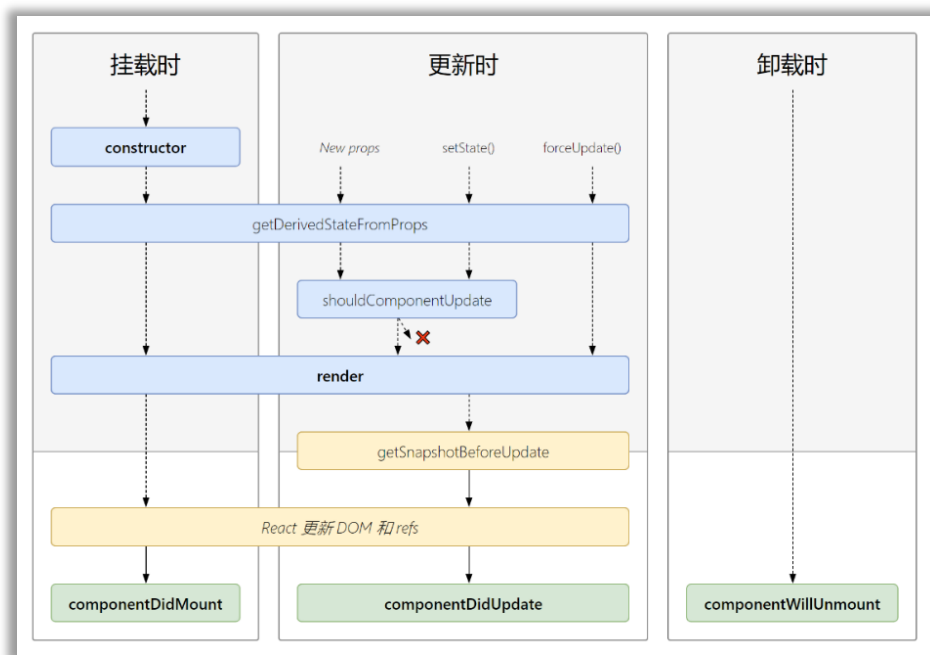 挂载时
更新时
卸载时
constructor
New props
setState()
forceUpdate()
getDerivedStateFromProps
shouldComponentUpdate
render
getSnapshotBeforeUpdate
React 更新 DOM 和 refs
componentDidMount
componentDidUpdate
componentWillUnmount